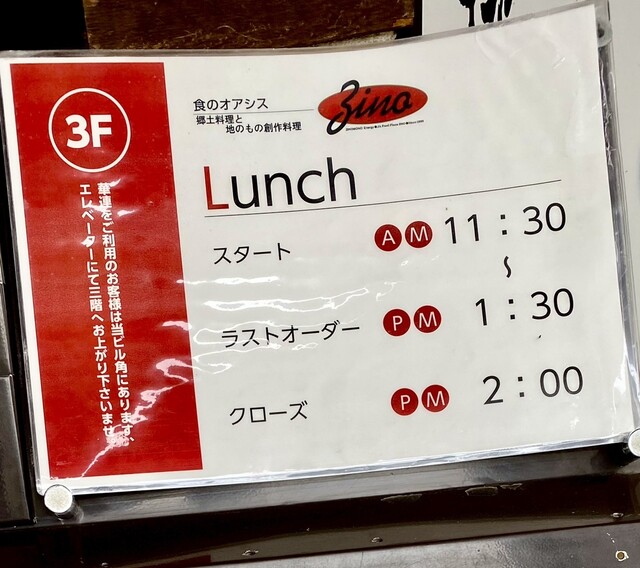 3F
華連をご利用のお客様は当ビル角にあります、
エレベーターにて三階へお上がり下さいませ。
食のオアシス
郷土料理と
地のもの創作料理
Zino
Lunch
スタート AM 11:30
~
ラストオーダー PM 1:30
クローズ PM 2:00